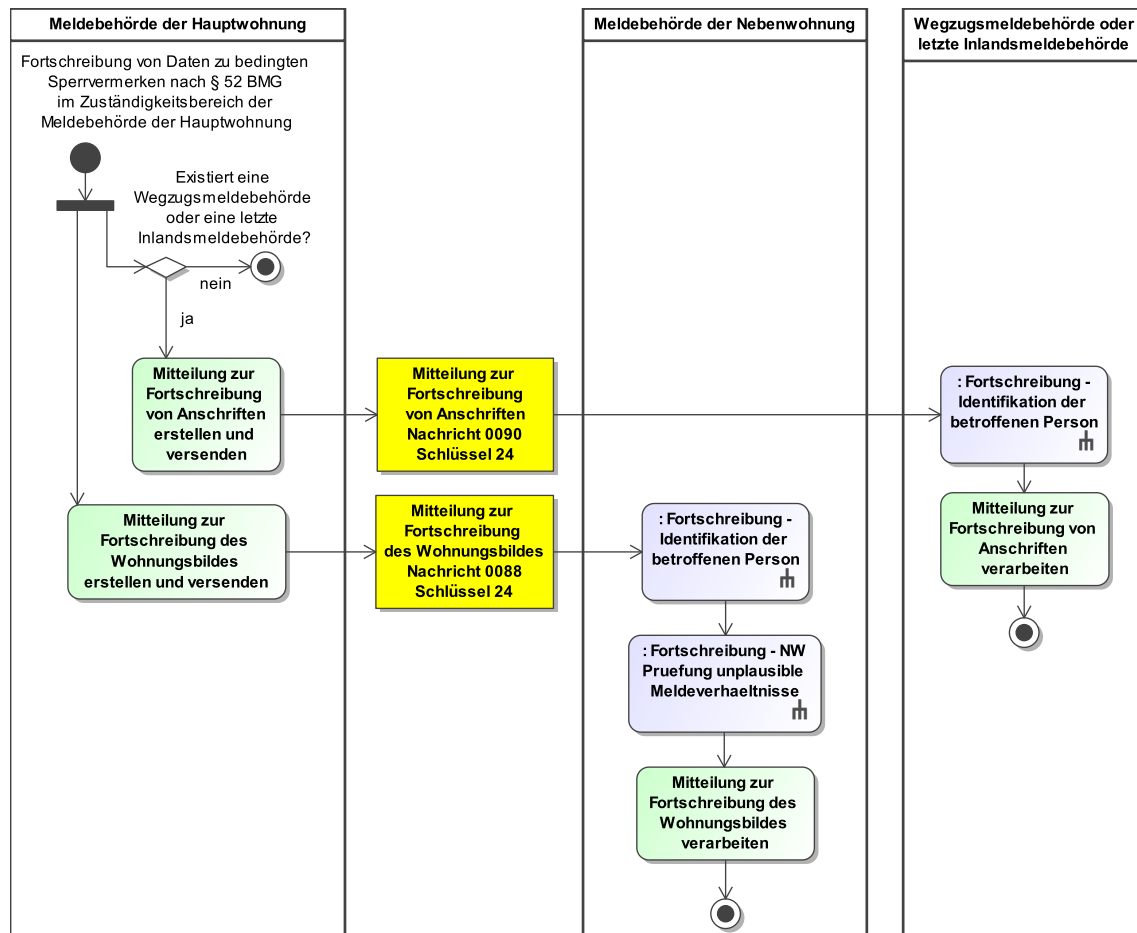 Meldebehörde der Hauptwohnung
Meldebehörde der Nebenwohnung
Wegzugsmeldebehörde oder
letzte Inlandsmeldebehörde
Fortschreibung von Daten zu bedingten
Sperrvermerken nach § 52 BMG
im Zuständigkeitsbereich der
Meldebehörde der Hauptwohnung
Existiert eine
Wegzugsmeldebehörde
oder eine letzte
Inlandsmeldebehörde?
nein
ja
Mitteilung zur
Fortschreibung
von Anschriften
erstellen und
versenden
Mitteilung zur
Fortschreibung
von Anschriften
Nachricht 0090
Schlüssel 24
: Fortschreibung -
Identifikation der
betroffenen Person
Mitteilung zur
Fortschreibung von
Anschriften
verarbeiten
Mitteilung zur
Fortschreibung des
Wohnungsbildes
erstellen und versenden
Mitteilung zur
Fortschreibung
des Wohnungsbildes
Nachricht 0088
Schlüssel 24
: Fortschreibung -
Identifikation der
betroffenen Person
: Fortschreibung - NW
Pruefung unplausible
Meldeverhaeltnisse
Mitteilung zur
Fortschreibung des
Wohnungsbildes
verarbeiten